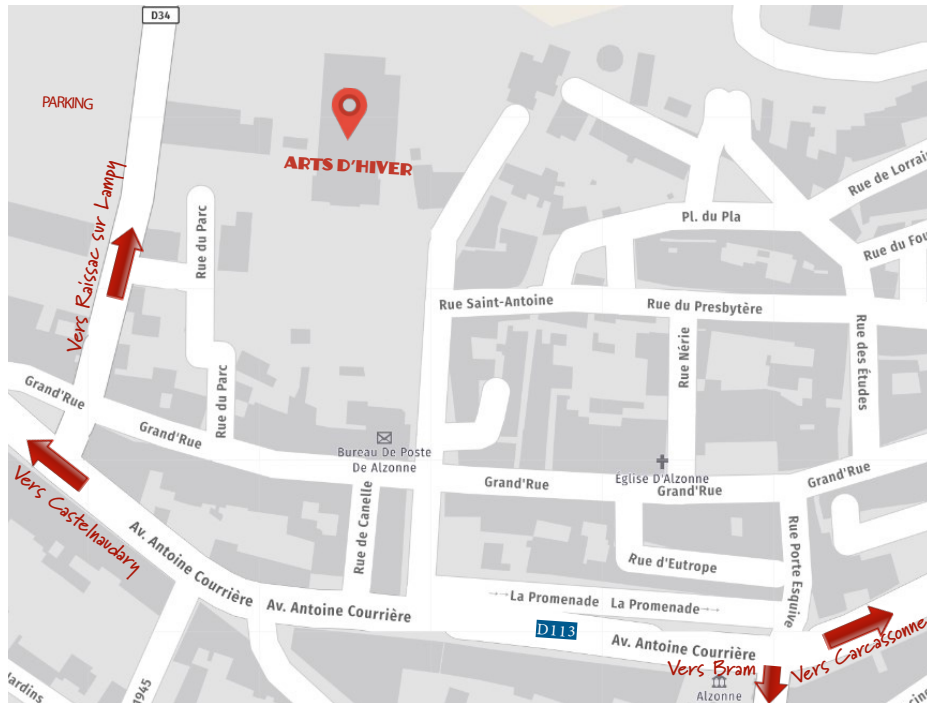 D34
PARKING
ARTS D'HIVER
Vers Raissac sur Lampy
Rue du Parc
Rue du Parc
Rue de Lorrain
Pl. du Pla
Rue du Fou
Rue Saint-Antoine
Rue du Presbytère
Rue Nérie
Rue des Études
Grand'Rue
Grand'Rue
Bureau De Poste
De Alzonne
Église D'Alzonne
Grand'Rue
Grand'Rue
Grand'Rue
Vers Castelnaudary
Rue de Canelle
Av. Antoine Courrière
Rue d'Eutrope
Rue Porte Esquive
Av. Antoine Courrière
→→La Promenade
La Promenade→→
D113
Av. Antoine Courrière
Vers Bram
Vers Carcassonne
Alzonne
Jardins
1945